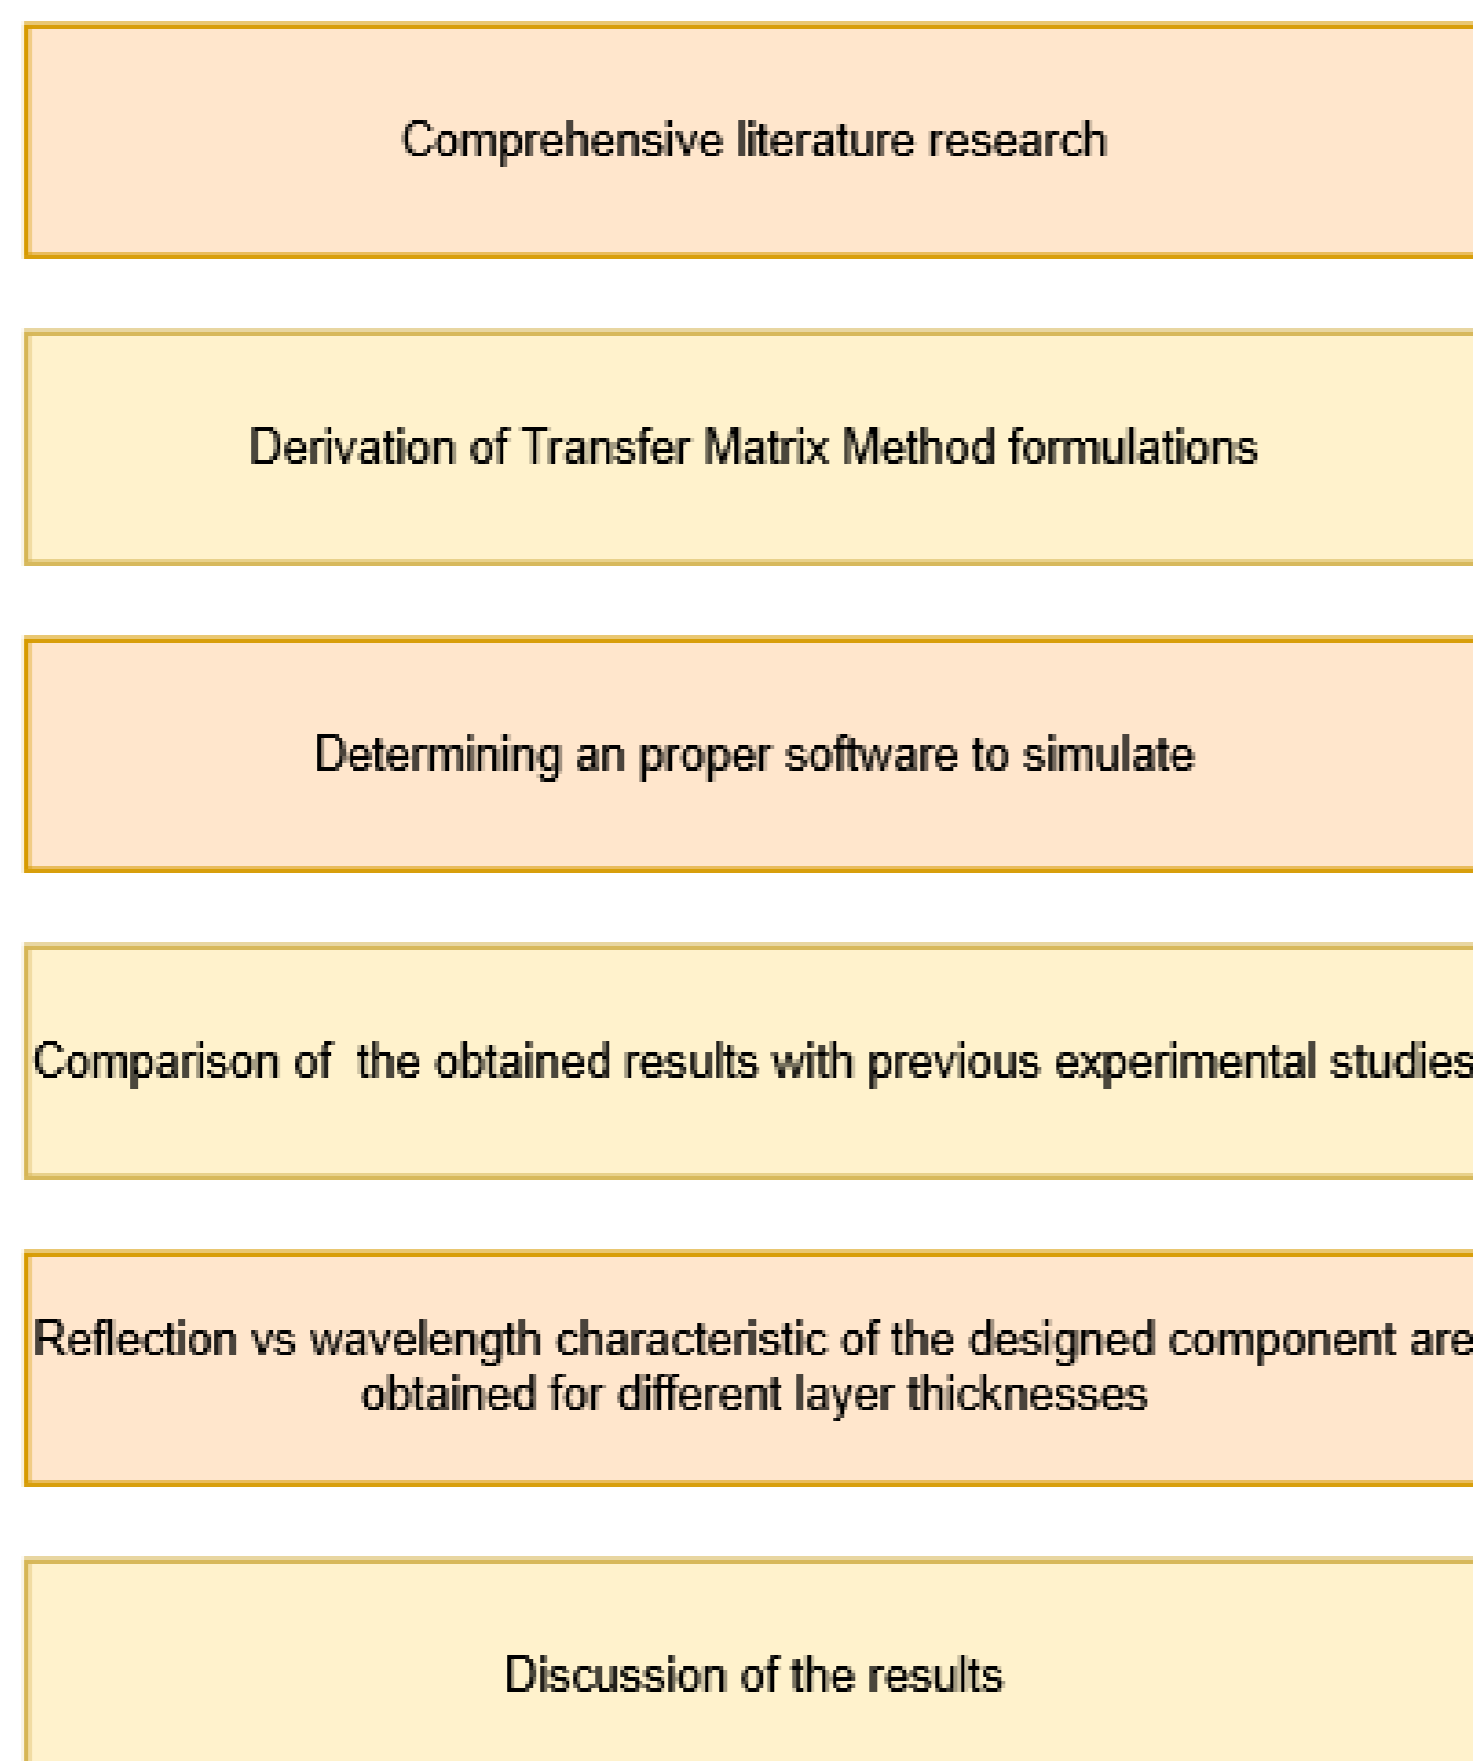 Comprehensive literature research
Derivation of Transfer Matrix Method formulations
Determining an proper software to simulate
Comparison of  the obtained results with previous experimental studies
Reflection vs wavelength characteristic of the designed component are
obtained for different layer thicknesses
Discussion of the results